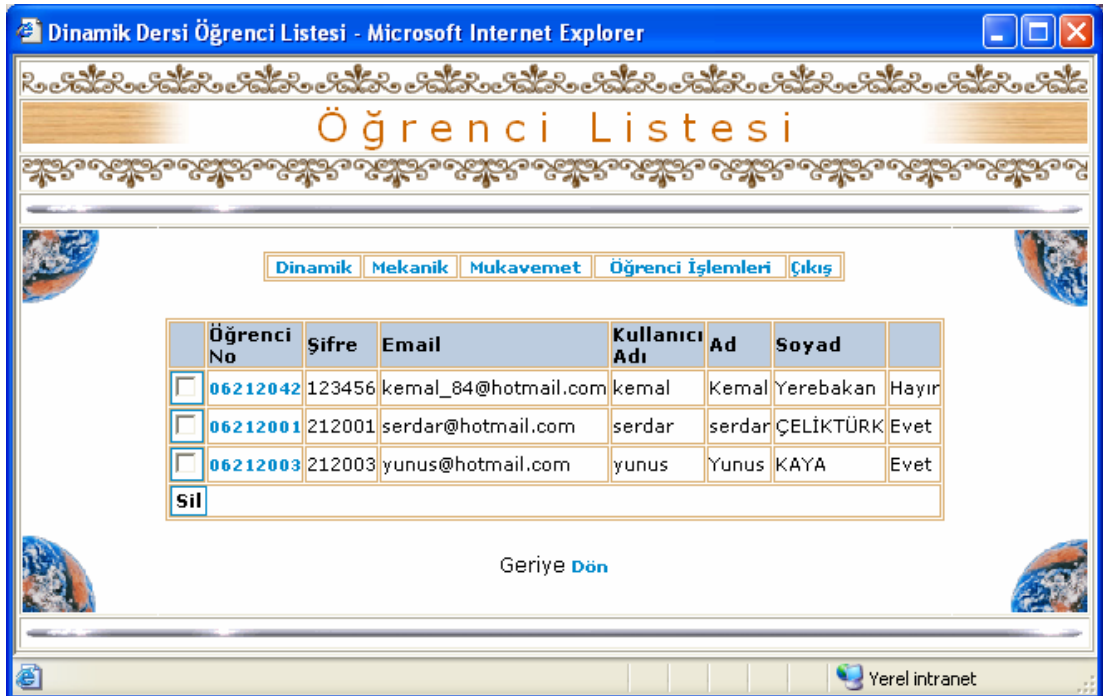 Dinamik Dersi Öğrenci Listesi - Microsoft Internet Explorer
Öğrenci Listesi
Dinamik Mekanik Mukavemet Öğrenci İşlemleri Çıkış
Öğrenci No Şifre Email Kullanıcı Adı Ad Soyad
06212042 123456 kemal_84@hotmail.com kemal Kemal Yerebakan Hayır
06212001 212001 serdar@hotmail.com serdar serdar ÇELİKTÜRK Evet
06212003 212003 yunus@hotmail.com yunus Yunus KAYA Evet
Sil
Geriye Dön
Yerel intranet